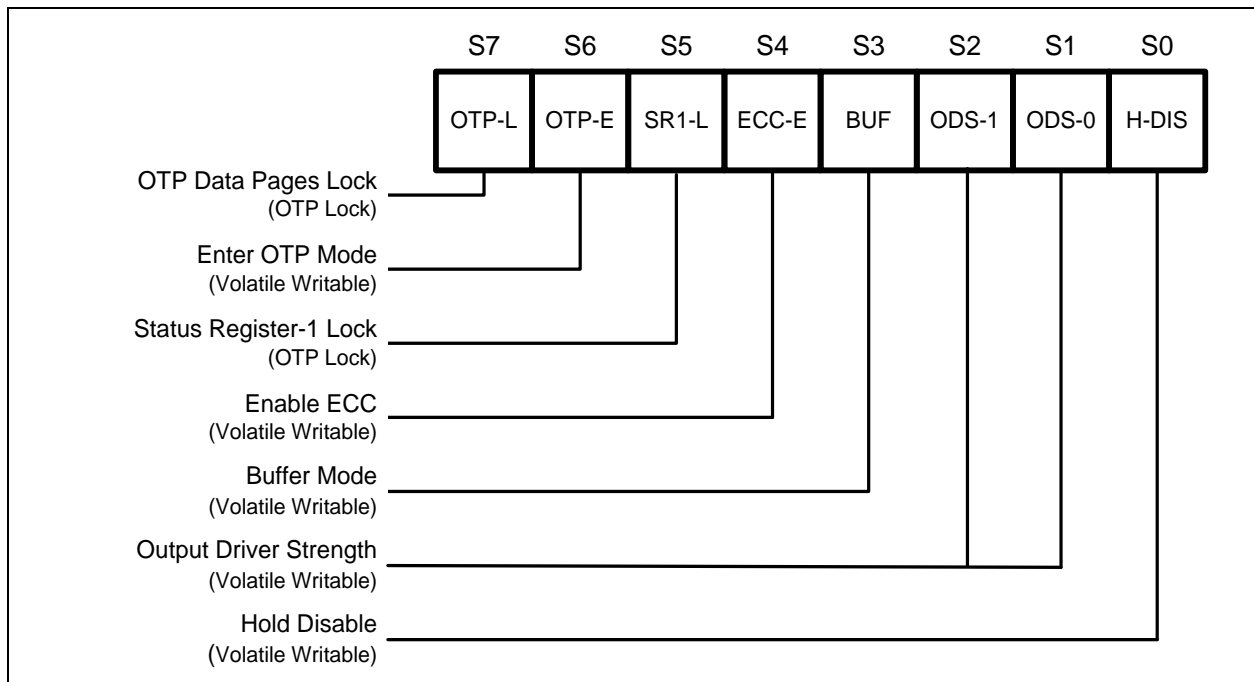 S7 S6 S5 S4 S3 S2 S1 S0
OTP-L OTP-E SR1-L ECC-E BUF ODS-1 ODS-0 H-DIS
OTP Data Pages Lock
(OTP Lock)
Enter OTP Mode
(Volatile Writable)
Status Register-1 Lock
(OTP Lock)
Enable ECC
(Volatile Writable)
Buffer Mode
(Volatile Writable)
Output Driver Strength
(Volatile Writable)
Hold Disable
(Volatile Writable)